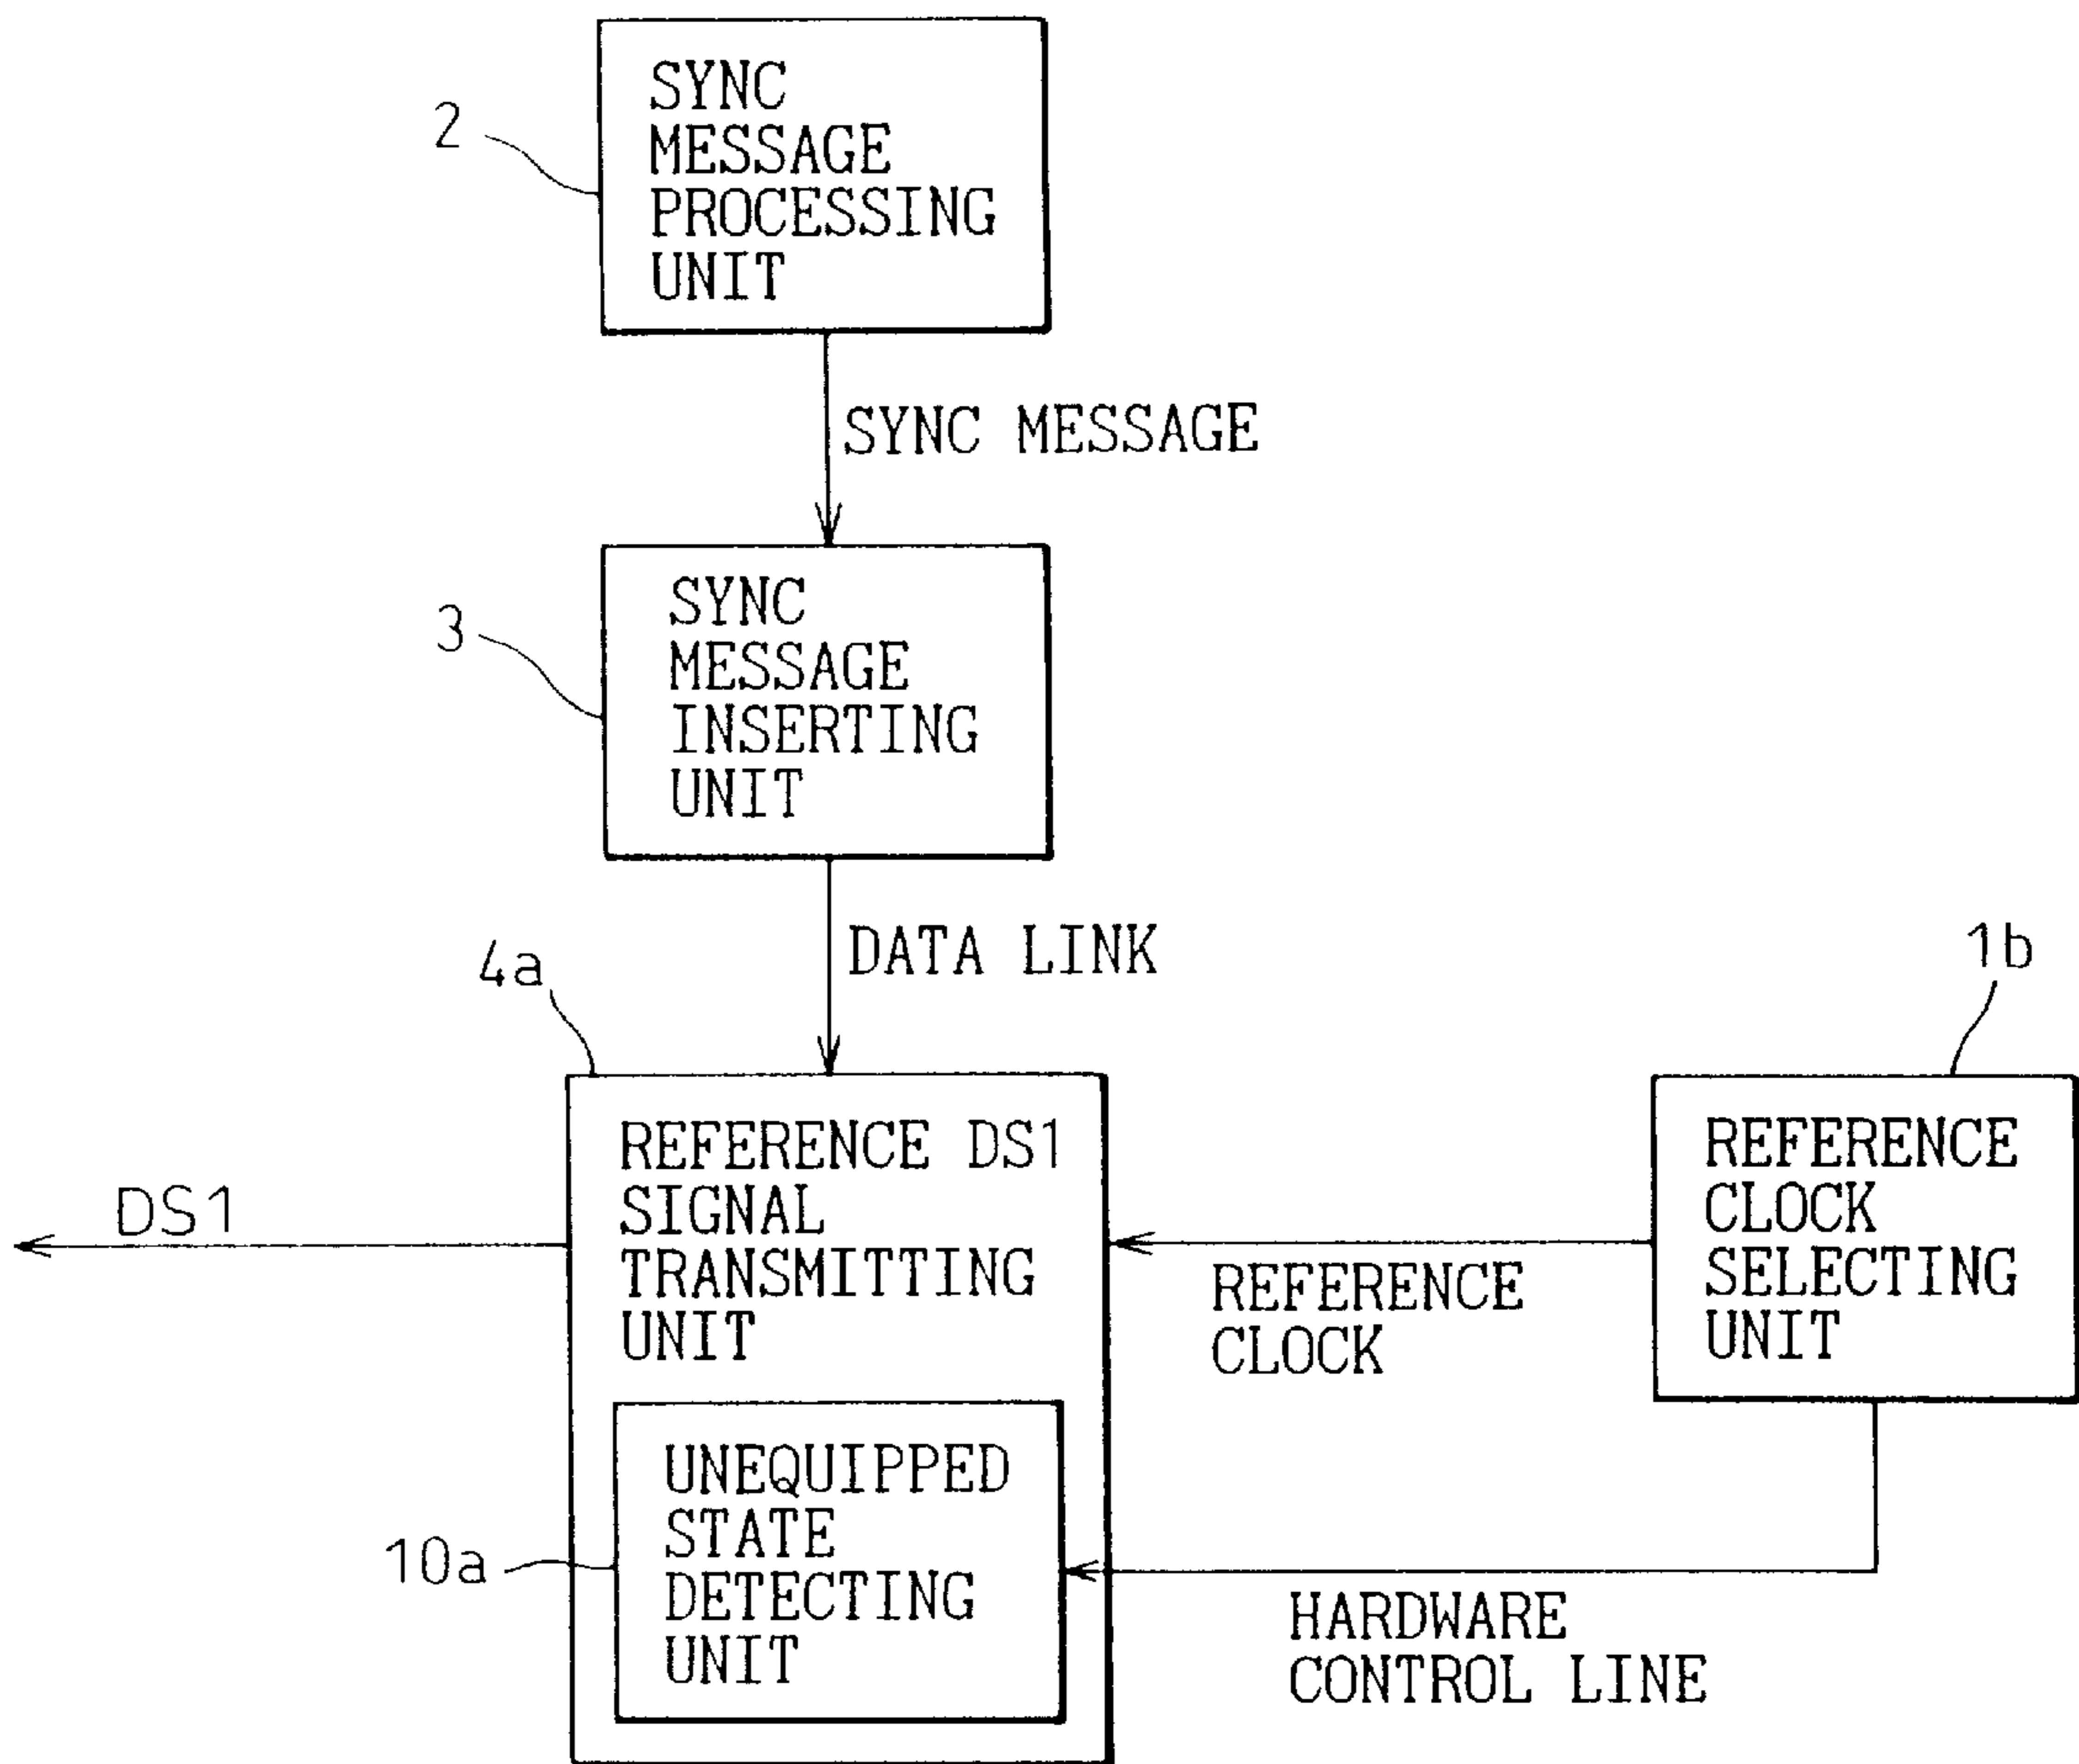 SYNC
MESSAGE
PROCESSING
UNIT
2
SYNC MESSAGE
SYNC
MESSAGE
INSERTING
UNIT
3
DATA LINK
4a
1b
REFERENCE DS1
SIGNAL
TRANSMITTING
UNIT
DS1
REFERENCE
CLOCK
REFERENCE
CLOCK
SELECTING
UNIT
UNEQUIPPED
STATE
DETECTING
UNIT
10a
HARDWARE
CONTROL LINE